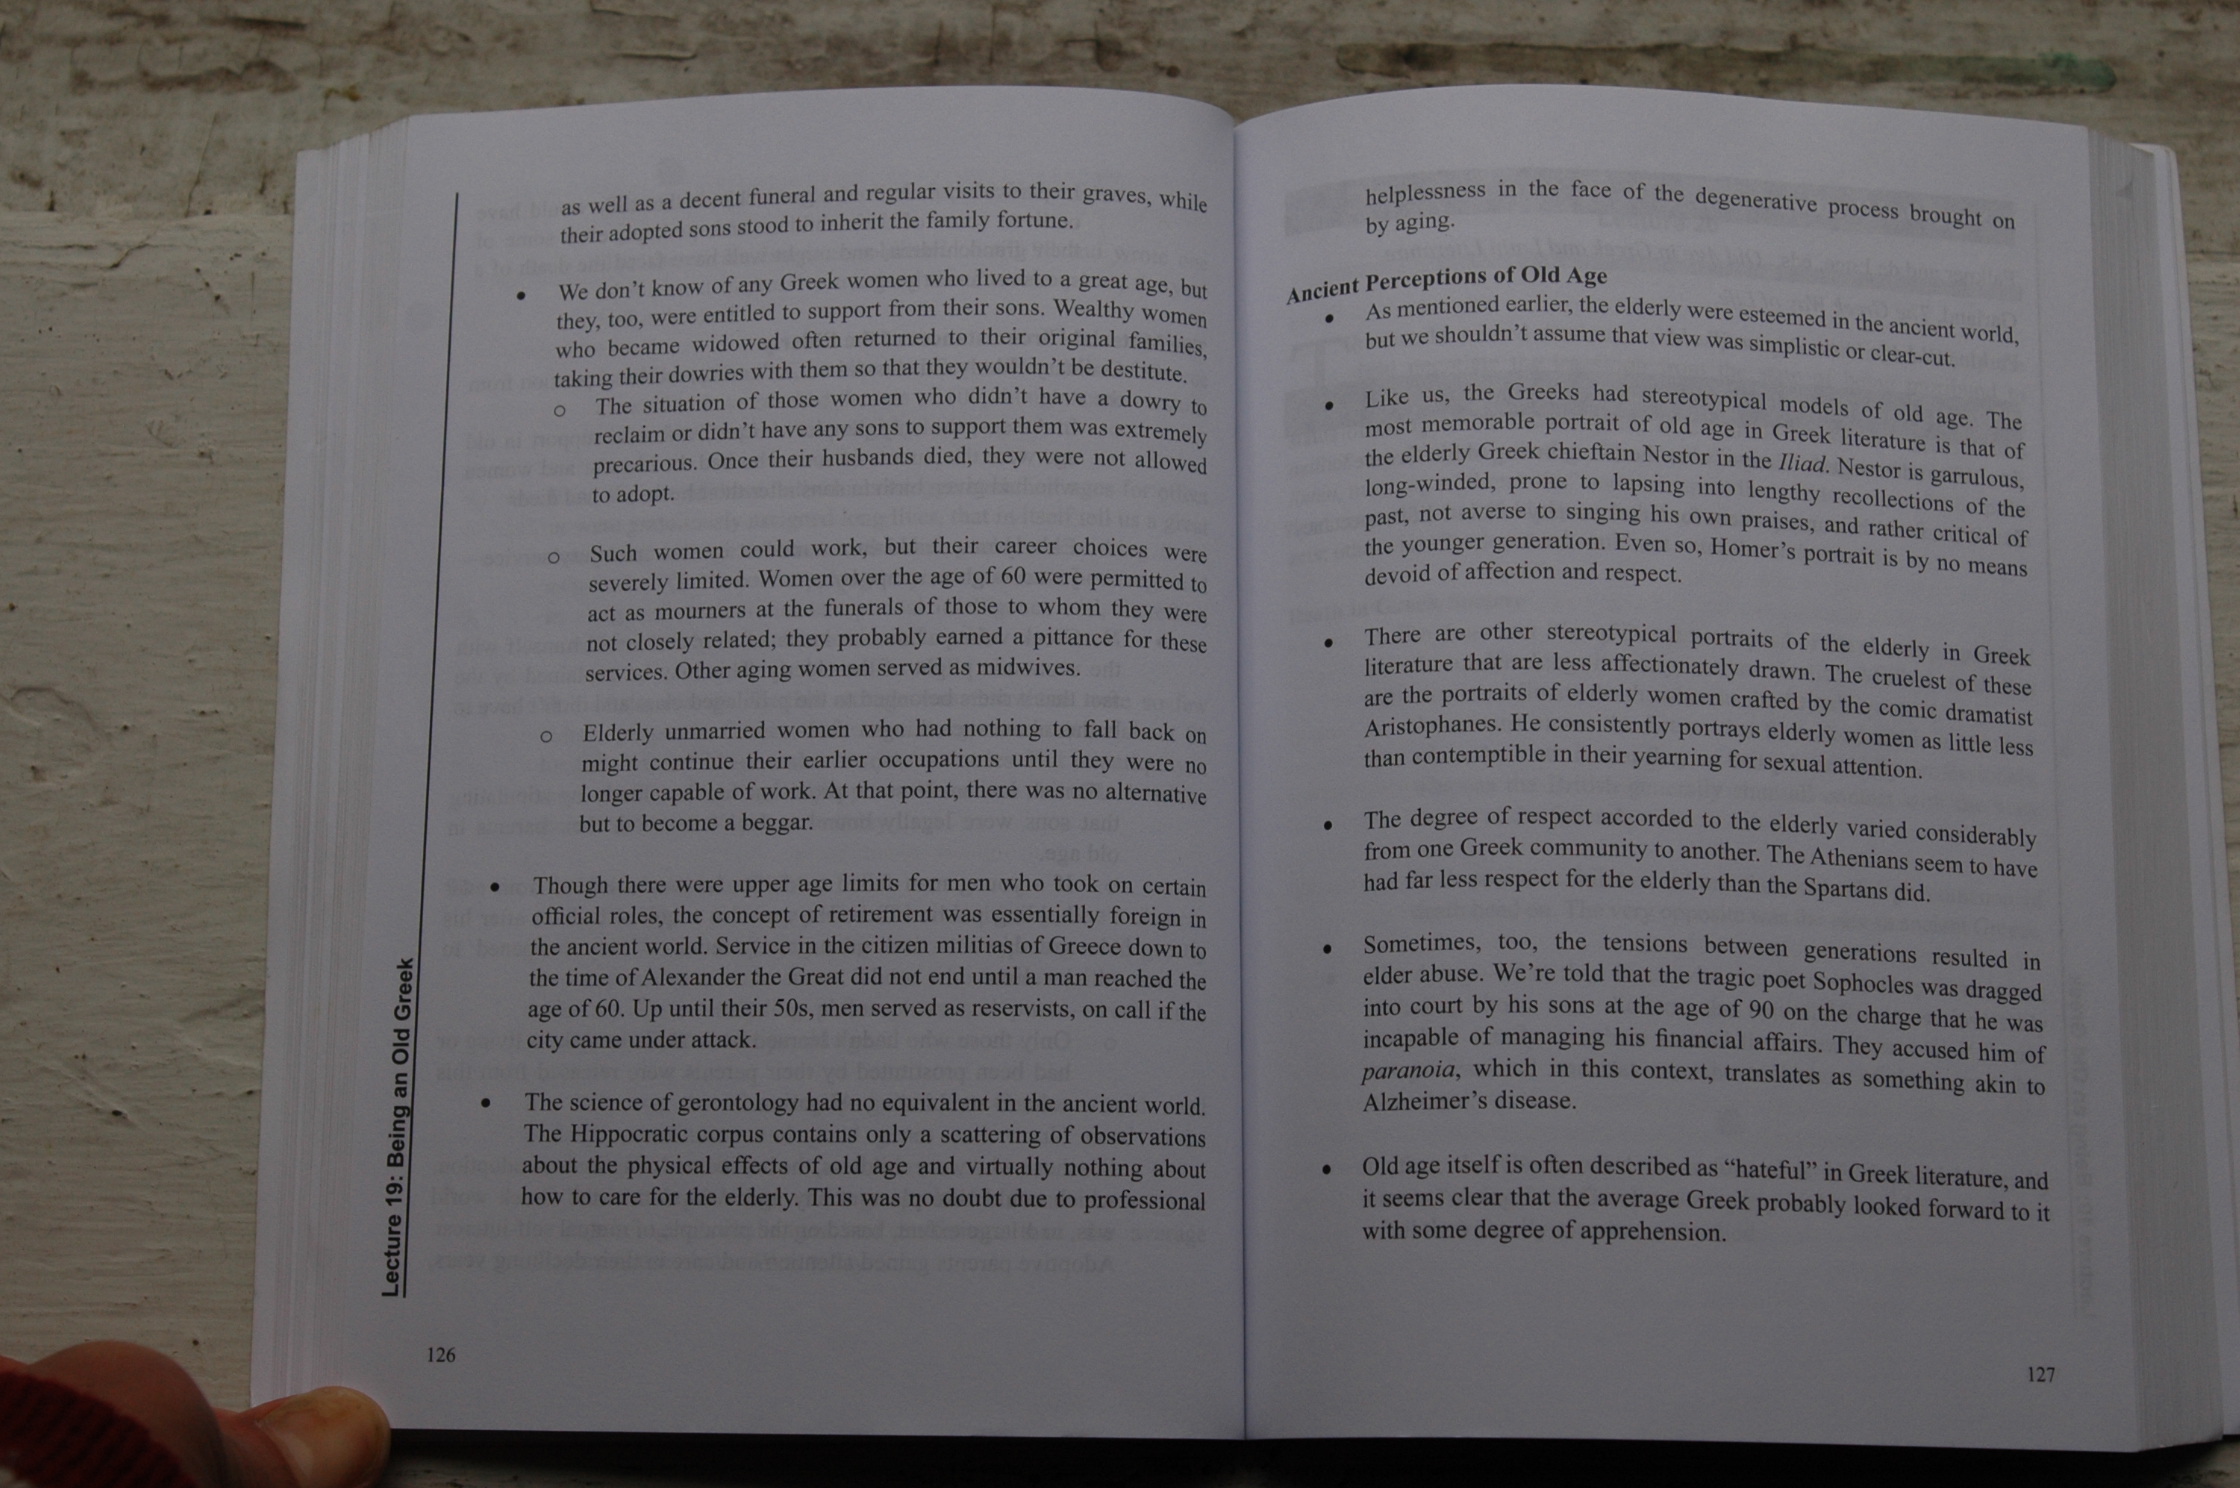 as well as a decent funeral and regular visits to their graves, while
their adopted sons stood to inherit the family fortune.
• We don’t know of any Greek women who lived to a great age, but
they, too, were entitled to support from their sons. Wealthy women
who became widowed often returned to their original families,
taking their dowries with them so that they wouldn’t be destitute.
o The situation of those women who didn’t have a dowry to
reclaim or didn’t have any sons to support them was extremely
precarious. Once their husbands died, they were not allowed
to adopt.
o Such women could work, but their career choices were
severely limited. Women over the age of 60 were permitted to
act as mourners at the funerals of those to whom they were
not closely related; they probably earned a pittance for these
services. Other aging women served as midwives.
o Elderly unmarried women who had nothing to fall back on
might continue their earlier occupations until they were no
longer capable of work. At that point, there was no alternative
but to become a beggar.
• Though there were upper age limits for men who took on certain
official roles, the concept of retirement was essentially foreign in
the ancient world. Service in the citizen militias of Greece down to
the time of Alexander the Great did not end until a man reached the
age of 60. Up until their 50s, men served as reservists, on call if the
city came under attack.
• The science of gerontology had no equivalent in the ancient world.
The Hippocratic corpus contains only a scattering of observations
about the physical effects of old age and virtually nothing about
how to care for the elderly. This was no doubt due to professional
Lecture 19: Being an Old Greek
126
helplessness in the face of the degenerative process brought on
by aging.
Ancient Perceptions of Old Age
• As mentioned earlier, the elderly were esteemed in the ancient world,
but we shouldn’t assume that view was simplistic or clear-cut.
• Like us, the Greeks had stereotypical models of old age. The
most memorable portrait of old age in Greek literature is that of
the elderly Greek chieftain Nestor in the Iliad. Nestor is garrulous,
long-winded, prone to lapsing into lengthy recollections of the
past, not averse to singing his own praises, and rather critical of
the younger generation. Even so, Homer’s portrait is by no means
devoid of affection and respect.
• There are other stereotypical portraits of the elderly in Greek
literature that are less affectionately drawn. The cruelest of these
are the portraits of elderly women crafted by the comic dramatist
Aristophanes. He consistently portrays elderly women as little less
than contemptible in their yearning for sexual attention.
• The degree of respect accorded to the elderly varied considerably
from one Greek community to another. The Athenians seem to have
had far less respect for the elderly than the Spartans did.
• Sometimes, too, the tensions between generations resulted in
elder abuse. We’re told that the tragic poet Sophocles was dragged
into court by his sons at the age of 90 on the charge that he was
incapable of managing his financial affairs. They accused him of
paranoia, which in this context, translates as something akin to
Alzheimer’s disease.
• Old age itself is often described as “hateful” in Greek literature, and
it seems clear that the average Greek probably looked forward to it
with some degree of apprehension.
127